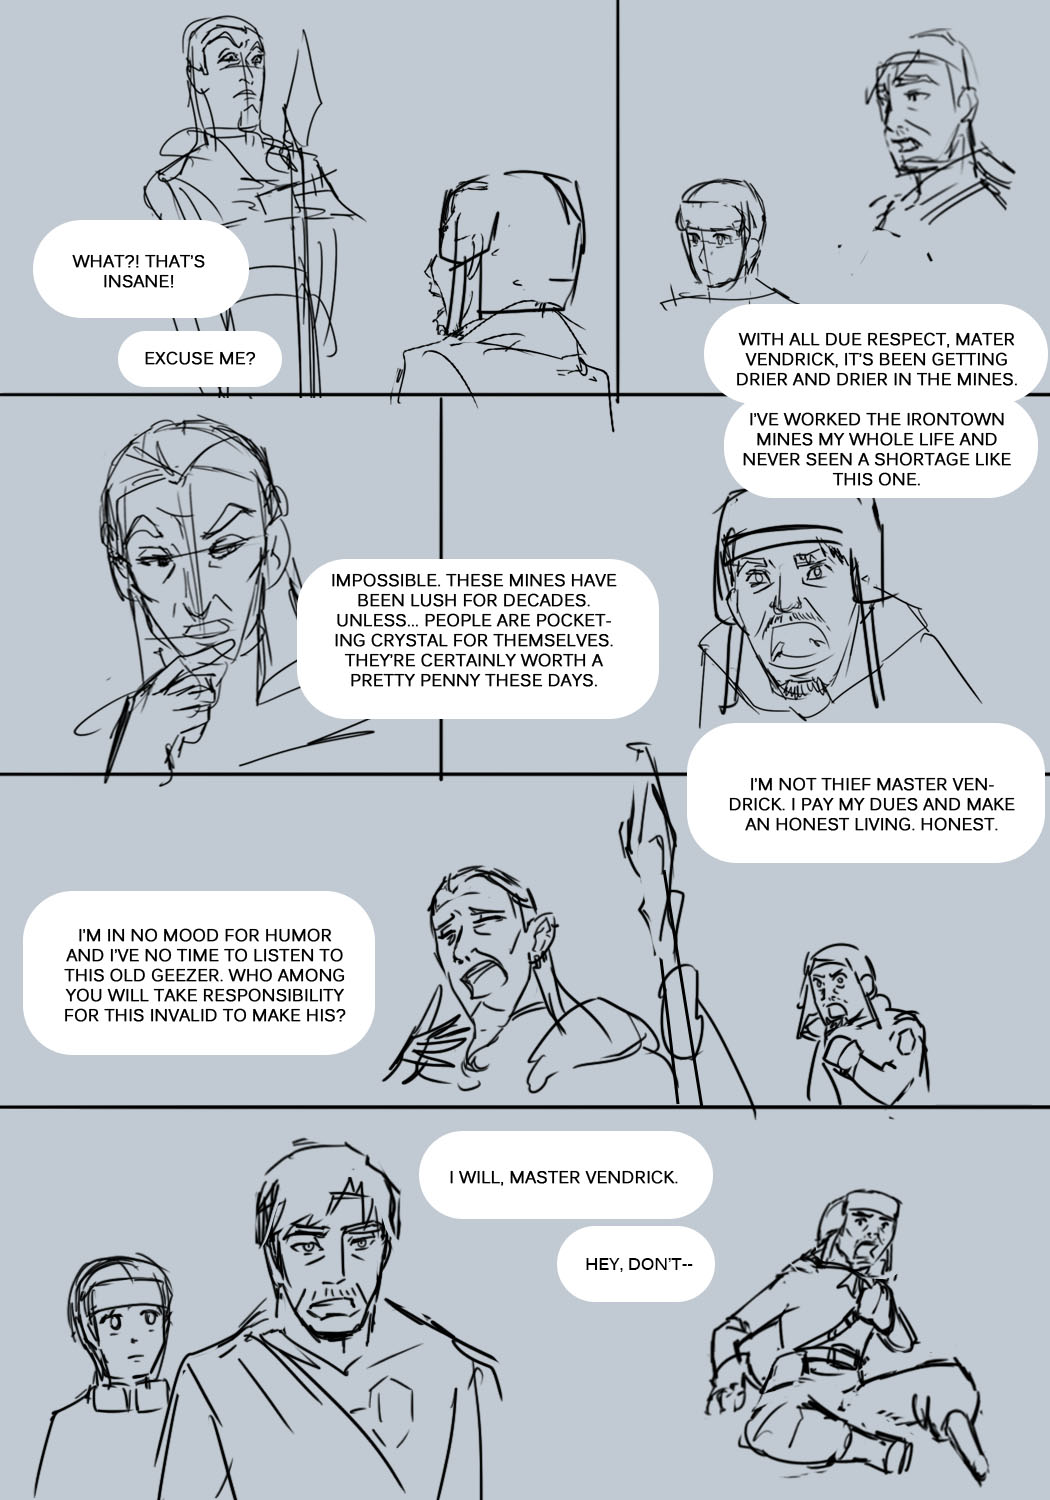 WHAT?! THAT'S
INSANE!
EXCUSE ME?
WITH ALL DUE RESPECT, MATER
VENDRICK, IT'S BEEN GETTING
DRIER AND DRIER IN THE MINES.
I'VE WORKED THE IRONTOWN
MINES MY WHOLE LIFE AND
NEVER SEEN A SHORTAGE LIKE
THIS ONE.
IMPOSSIBLE. THESE MINES HAVE
BEEN LUSH FOR DECADES.
UNLESS... PEOPLE ARE POCKET-
ING CRYSTAL FOR THEMSELVES.
THEY'RE CERTAINLY WORTH A
PRETTY PENNY THESE DAYS.
I'M NOT THIEF MASTER VEN-
DRICK. I PAY MY DUES AND MAKE
AN HONEST LIVING. HONEST.
I'M IN NO MOOD FOR HUMOR
AND I'VE NO TIME TO LISTEN TO
THIS OLD GEEZER. WHO AMONG
YOU WILL TAKE RESPONSIBILITY
FOR THIS INVALID TO MAKE HIS?
I WILL, MASTER VENDRICK.
HEY, DON'T--